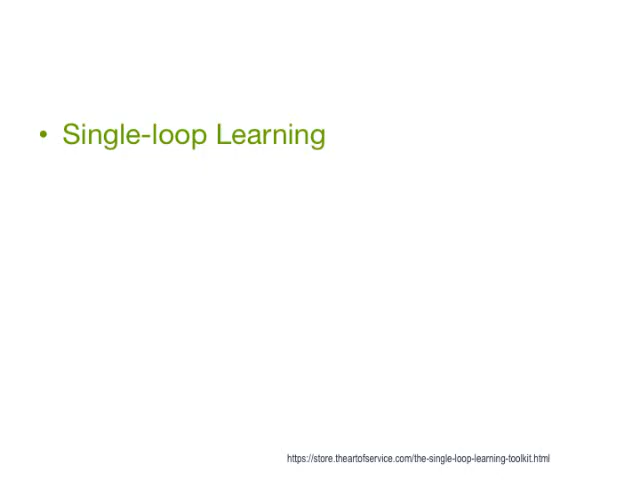 • Single-loop Learning
https://store.theartofservice.com/the-single-loop-learning-toolkit.html